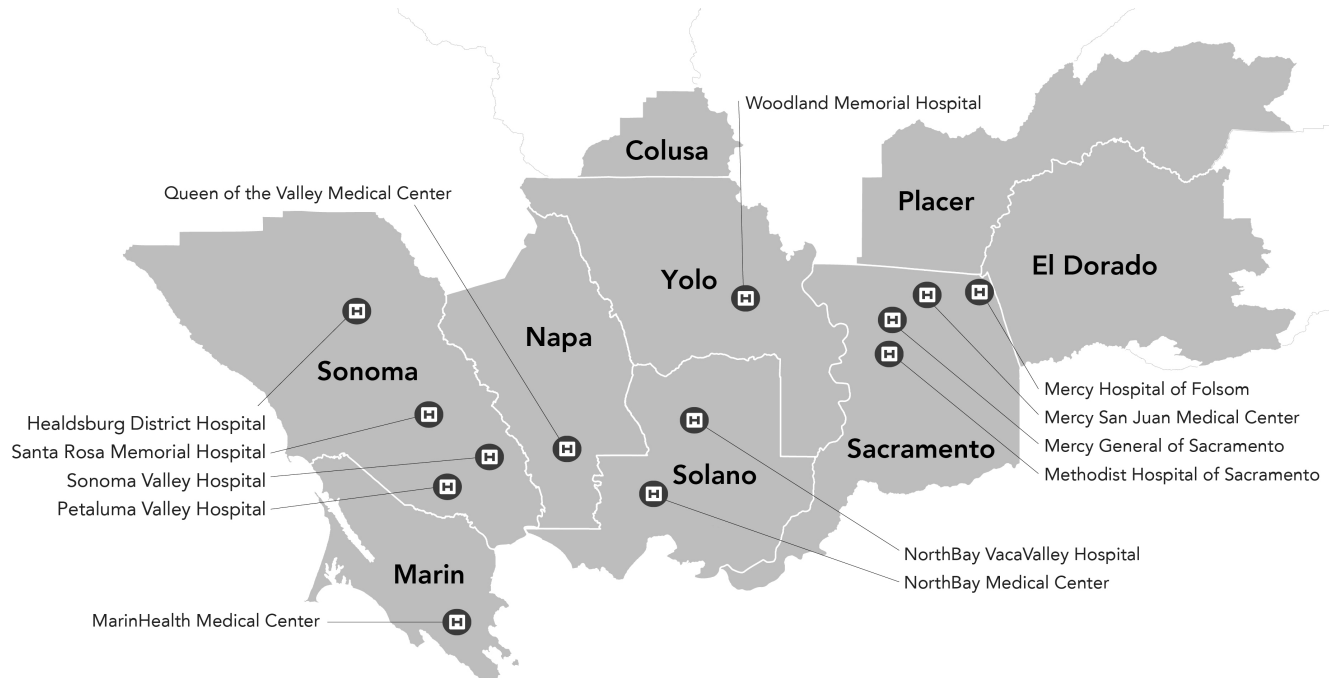 Woodland Memorial Hospital
Colusa
Queen of the Valley Medical Center
Placer
El Dorado
Yolo
Napa
Sonoma
Healdsburg District Hospital
Santa Rosa Memorial Hospital
Sonoma Valley Hospital
Petaluma Valley Hospital
Mercy Hospital of Folsom
Mercy San Juan Medical Center
Mercy General of Sacramento
Methodist Hospital of Sacramento
Sacramento
Solano
NorthBay VacaValley Hospital
NorthBay Medical Center
Marin
MarinHealth Medical Center
H
H
H
H
H
H
H
H
H
H
H
H
H